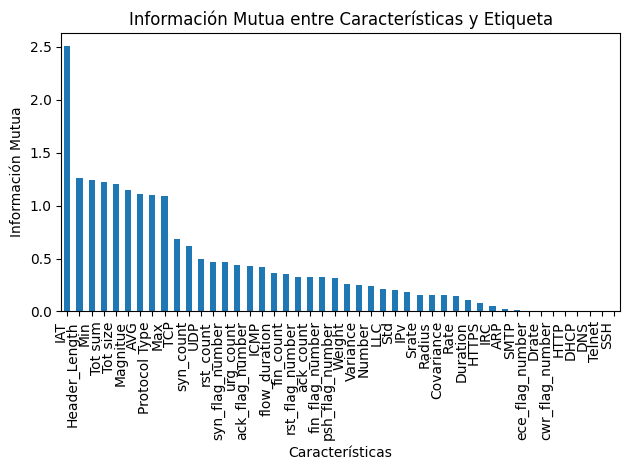 Información Mutua entre Características y Etiqueta
2.5
2.0
1.5
1.0
0.5
0.0
Información Mutua
IAT
Header_Length
Min
Tot sum
Tot size
Magnitue
AVG
Protocol Type
Max
TCP
syn_count
UDP
rst_count
syn_flag_number
urg_count
ack_flag_number
ICMP
flow_duration
fin_count
rst_flag_number
ack_count
fin_flag_number
psh_flag_number
Weight
Variance
Number
LLC
Std
IPv
Srate
Radius
Covariance
Rate
Duration
HTTPS
IRC
ARP
SMTP
ece_flag_number
Drate
cwr_flag_number
HTTP
DHCP
DNS
Telnet
SSH
Características